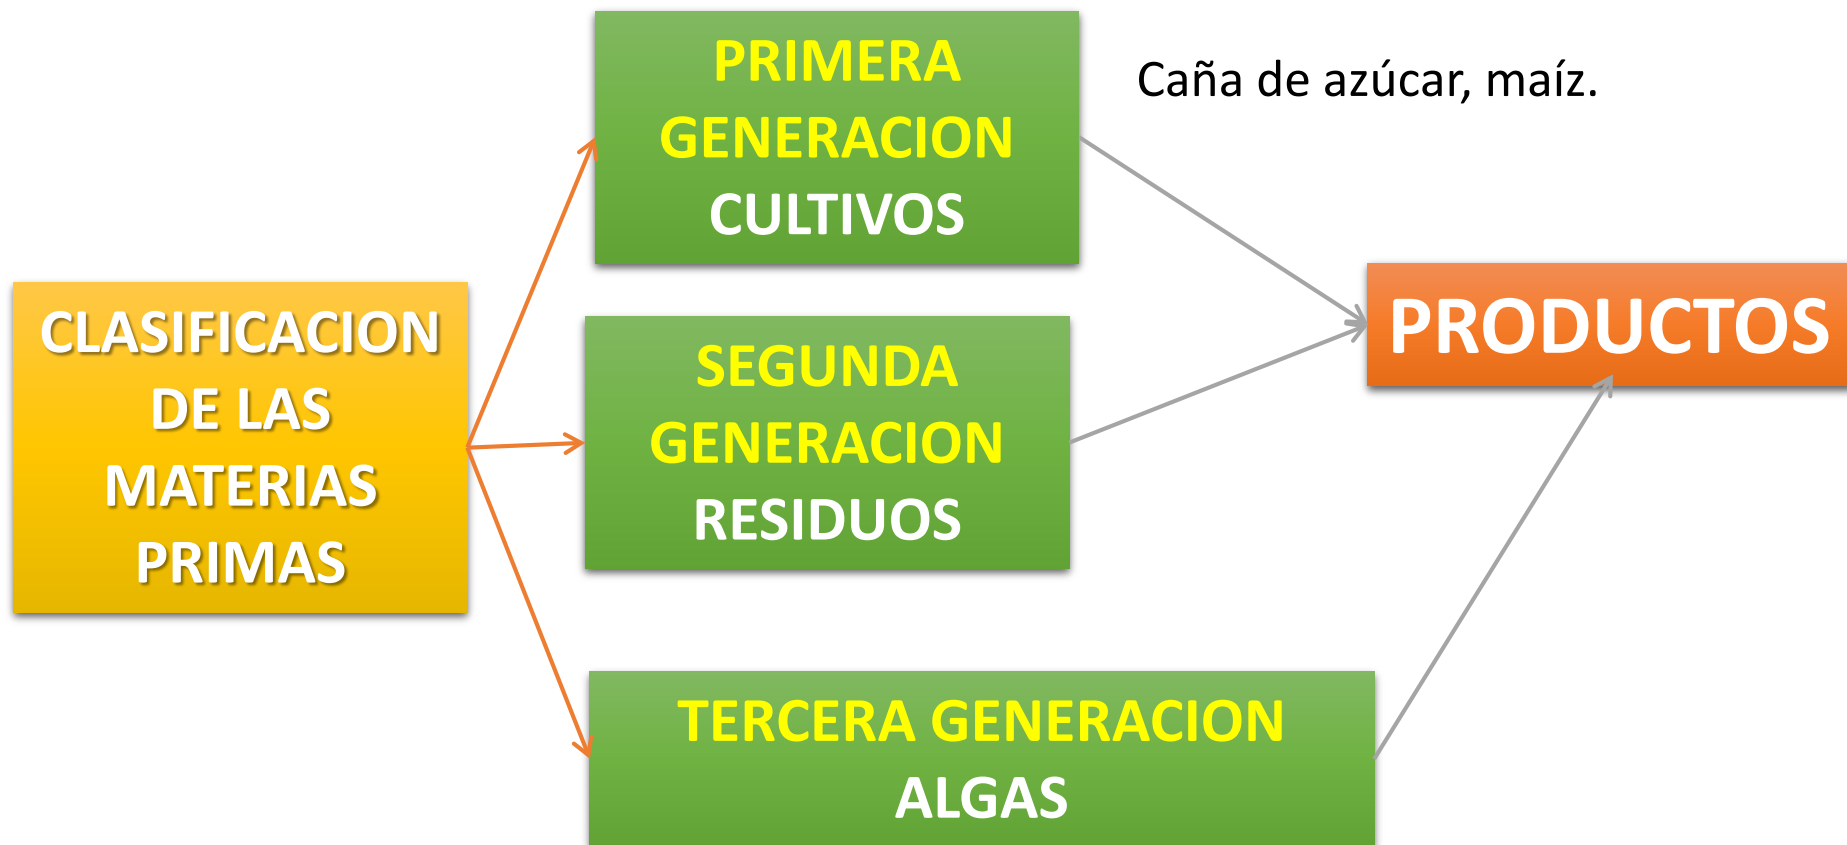 CLASIFICACION
DE LAS
MATERIAS
PRIMAS
PRIMERA
GENERACION
CULTIVOS
Caña de azúcar, maíz.
SEGUNDA
GENERACION
RESIDUOS
TERCERA GENERACION
ALGAS
PRODUCTOS